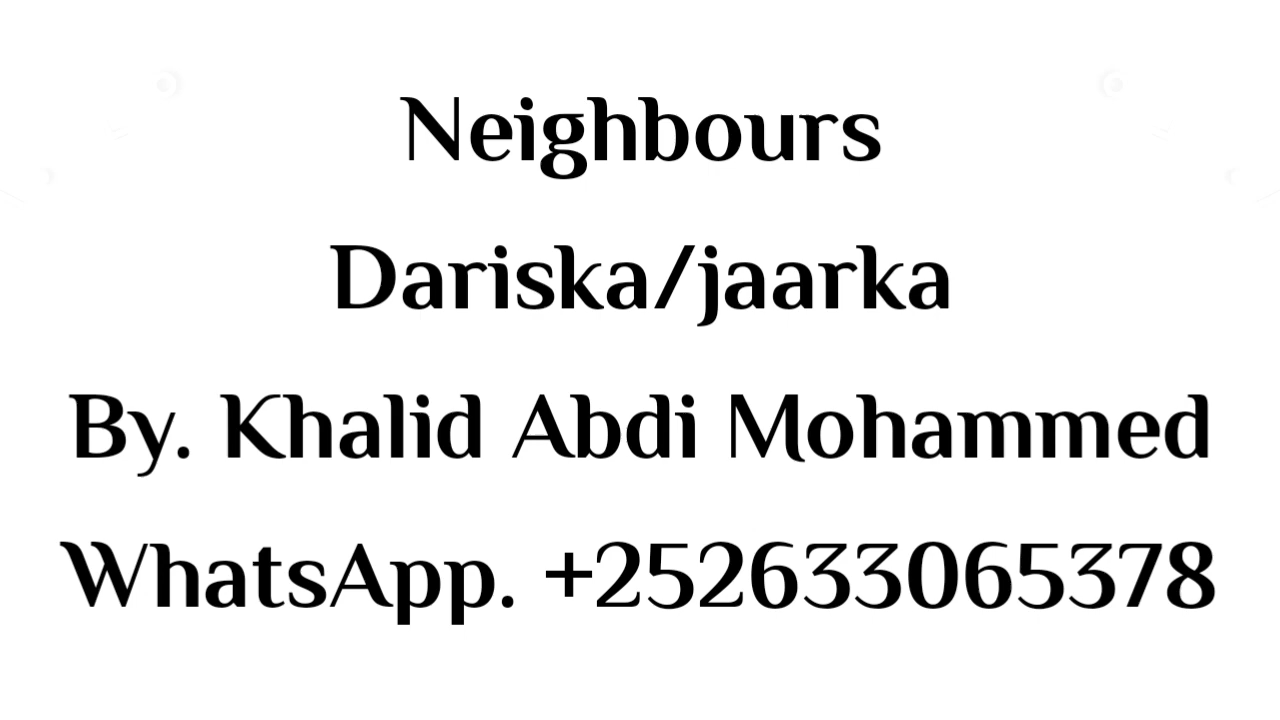 Neighbours
Dariska/jaarka
By. Khalid Abdi Mohammed
WhatsApp. +252633065378